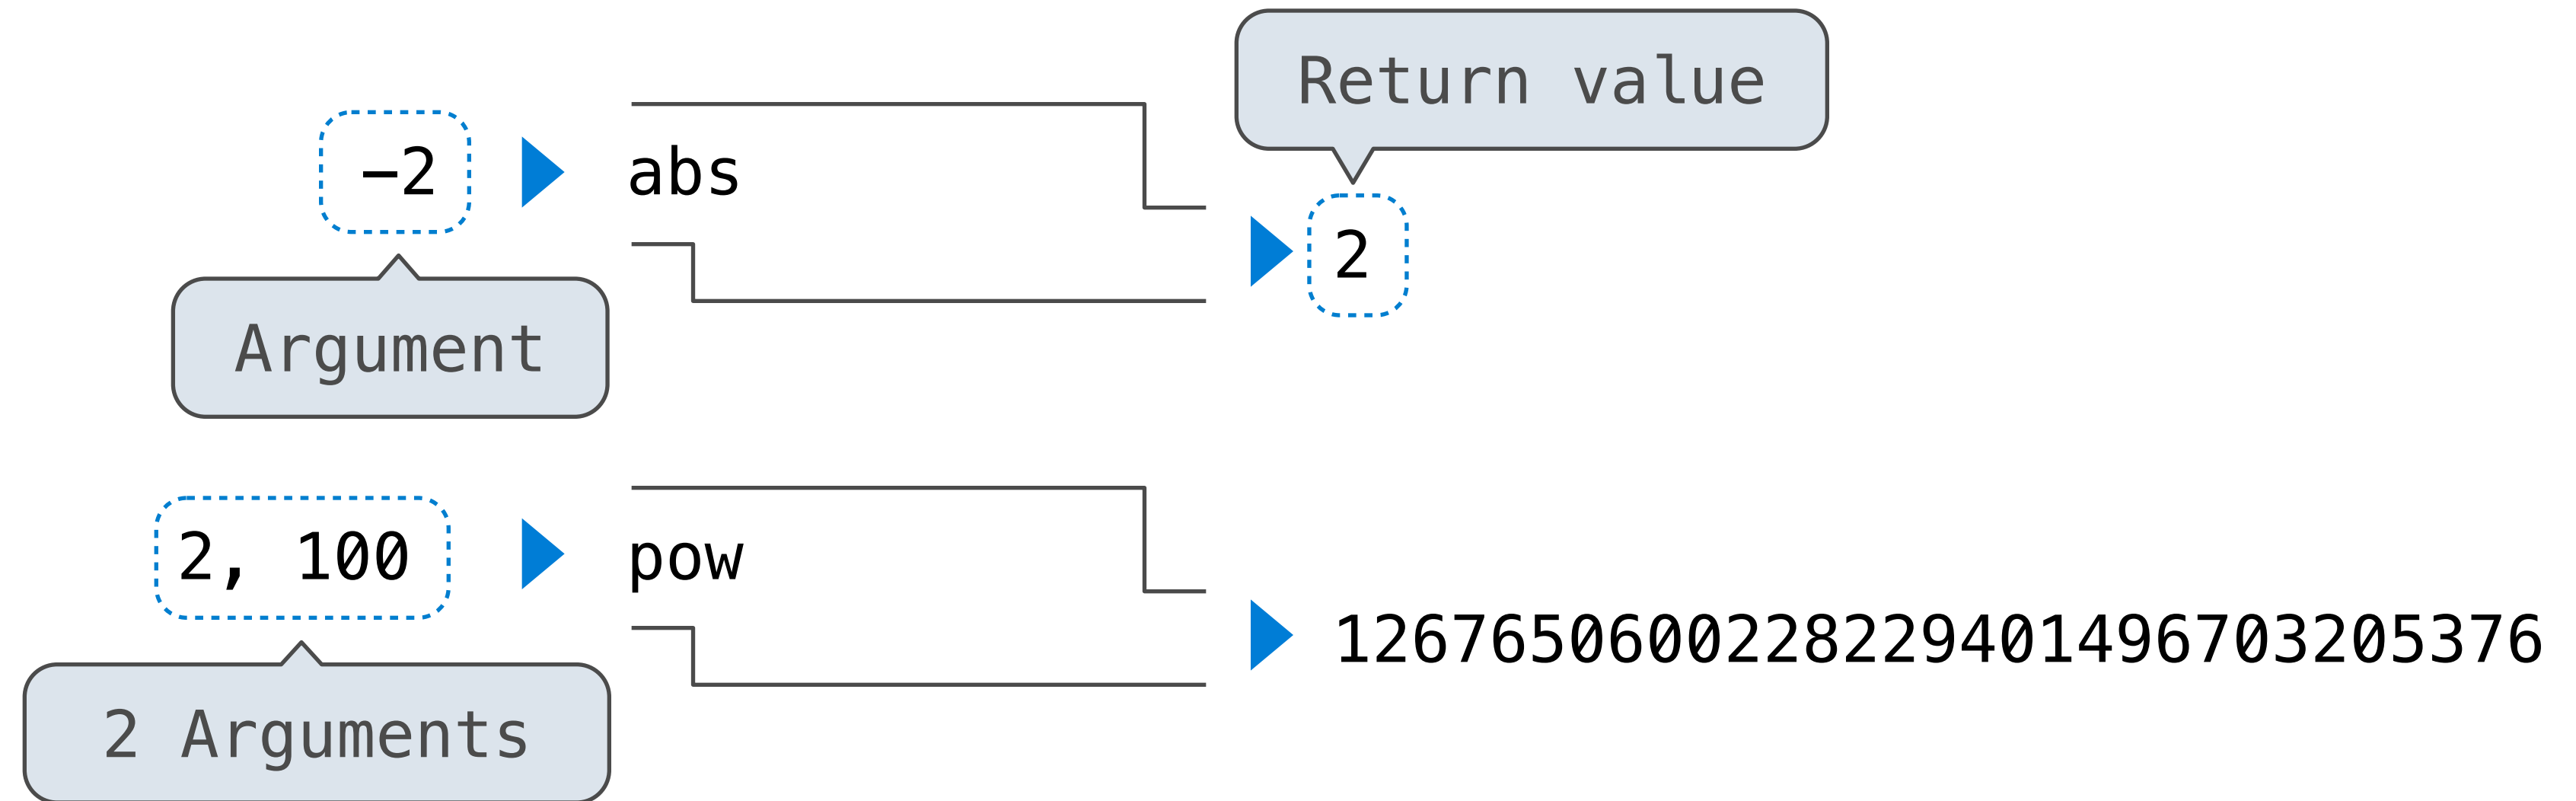 Return value
-2
abs
2
Argument
2, 100
pow
1267650600228229401496703205376
2 Arguments